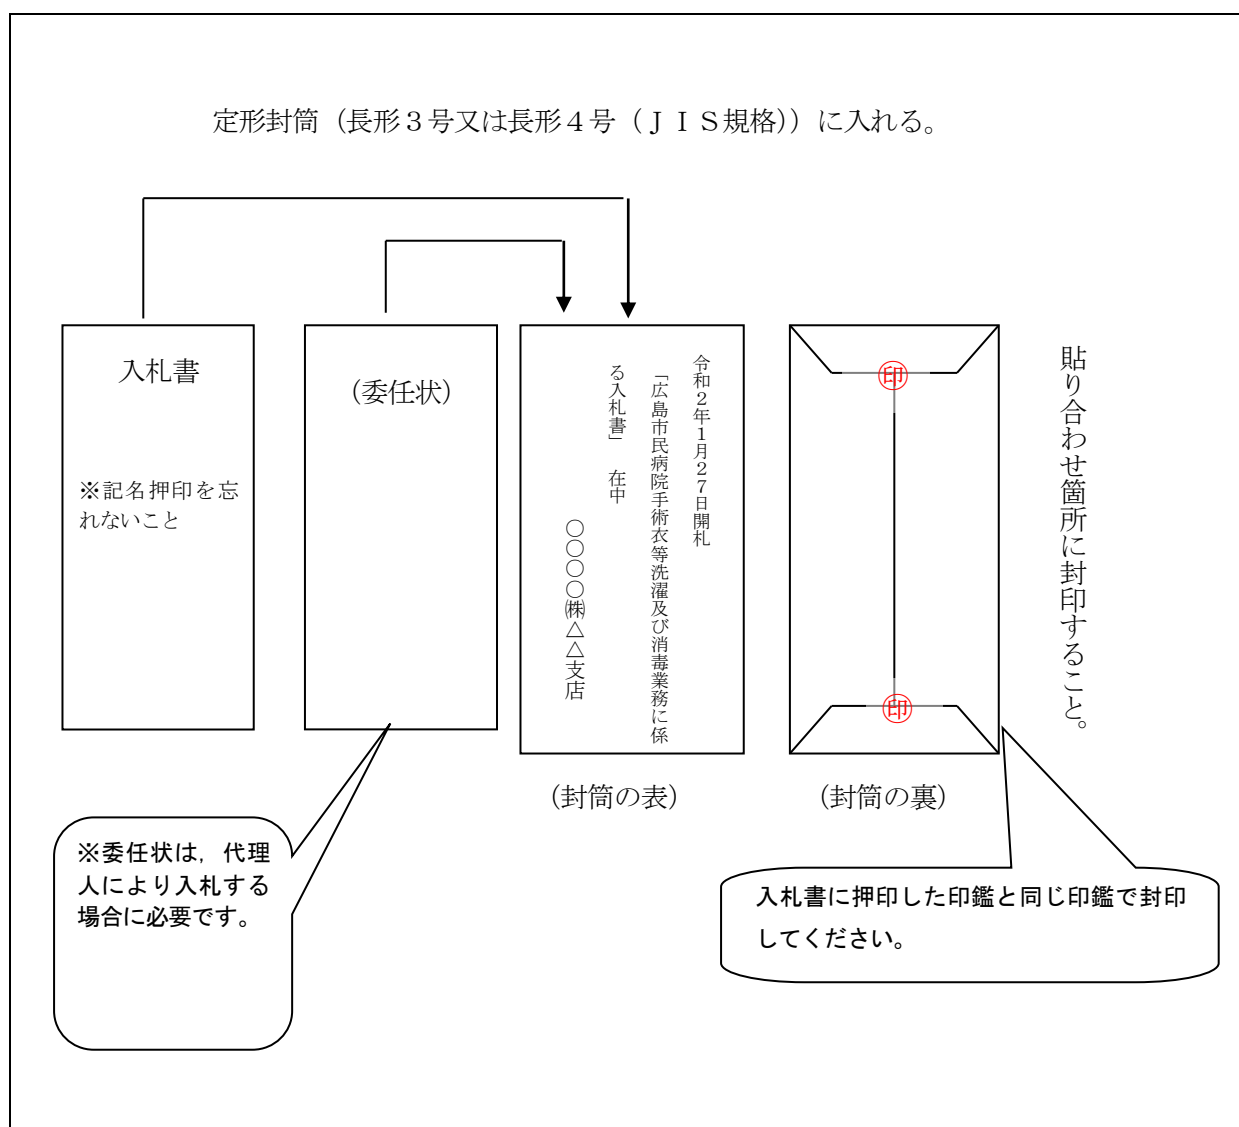 定形封筒（長形３号又は長形４号（ＪＩＳ規格））に入れる。
入札書
※記名押印を忘
れないこと
（委任状）
令和２年１月２７日開札
「広島市民病院手術衣等洗濯及び消毒業務に係
る入札書」　在中
〇〇〇〇㈱△△支店
（封筒の表）
印
印
（封筒の裏）
貼り合わせ箇所に封印すること。
※委任状は，代理
人により入札する
場合に必要です。
入札書に押印した印鑑と同じ印鑑で封印
してください。